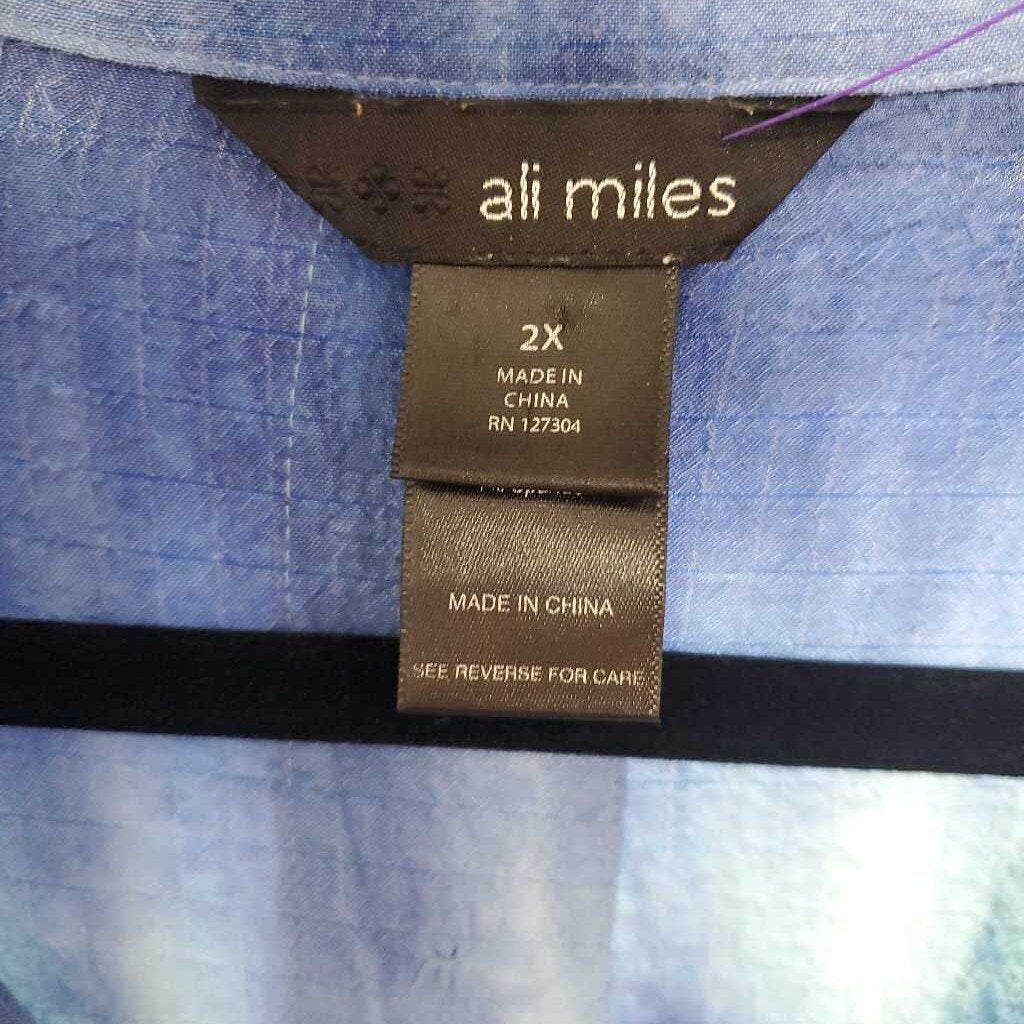 ali miles
2X
MADE IN
CHINA
RN 127304
MADE IN CHINA
SEE REVERSE FOR CARE